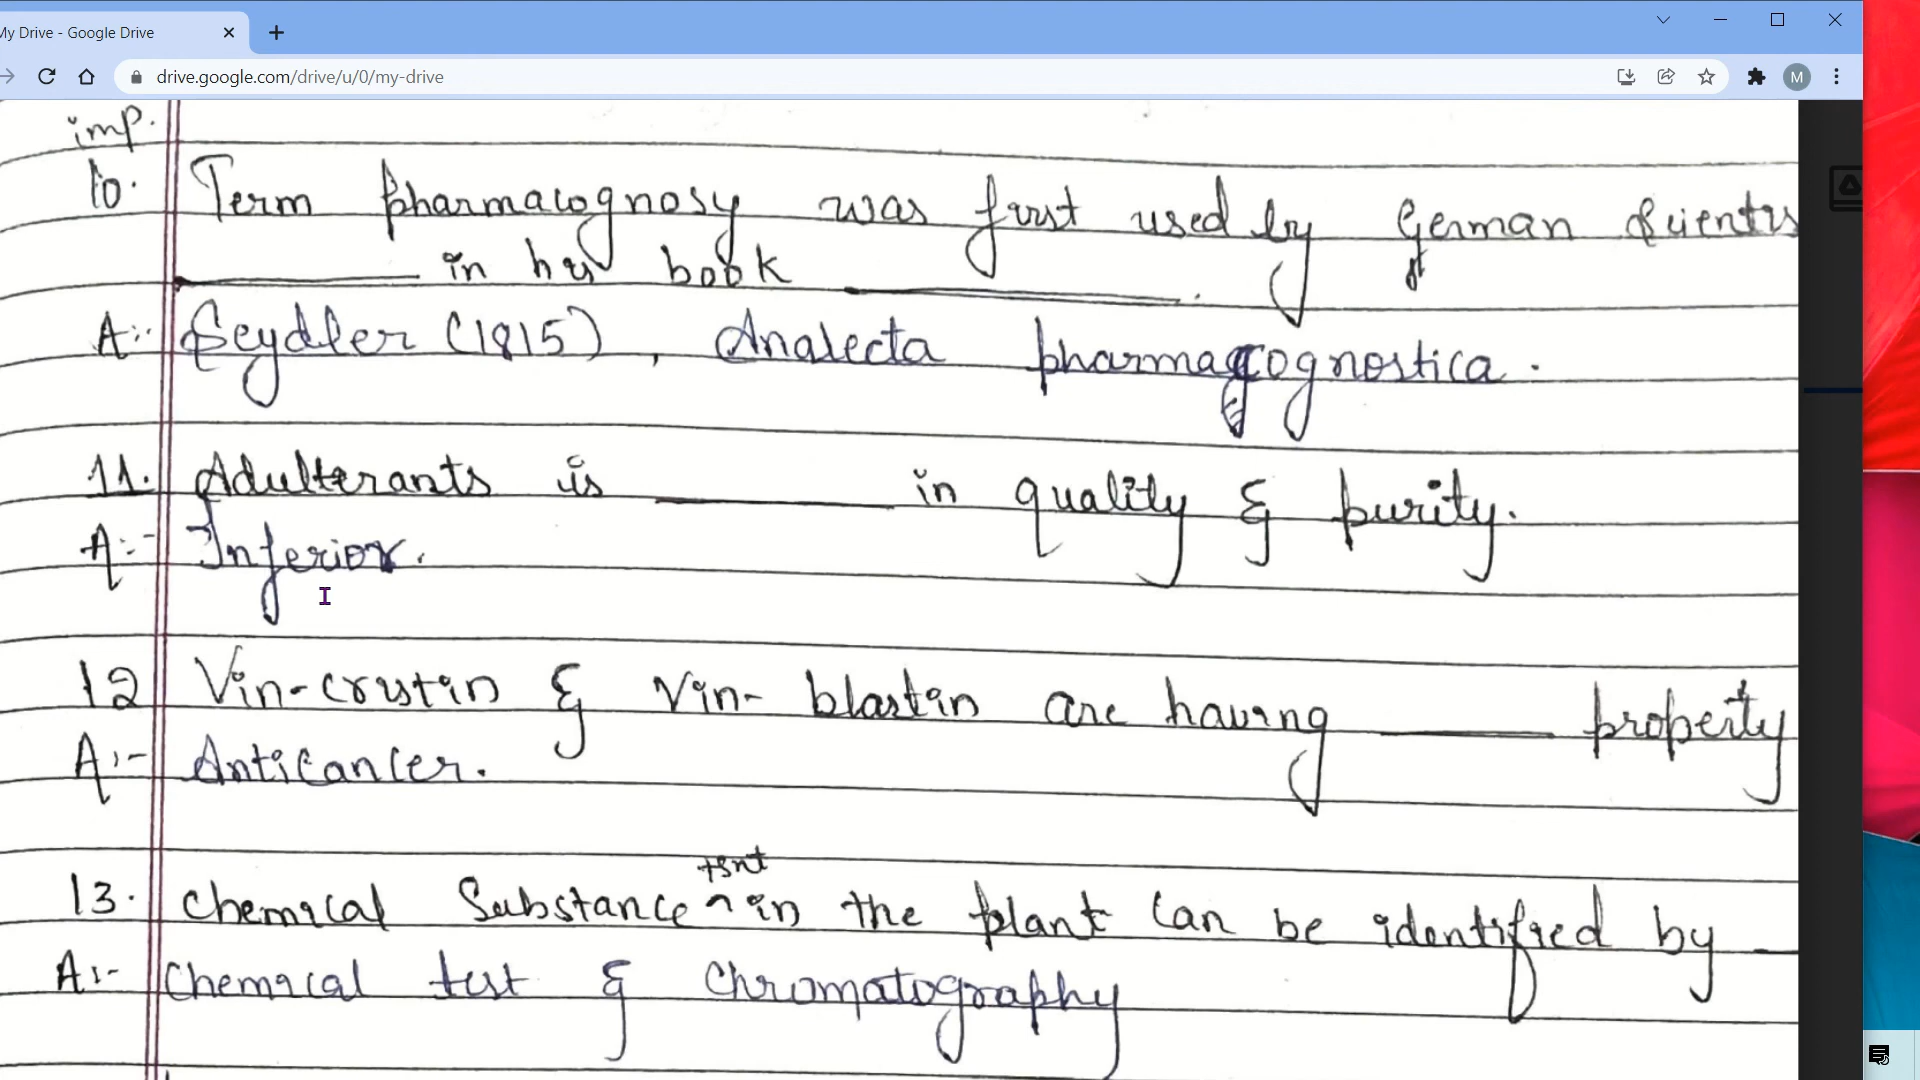 My Drive - Google Drive
drive.google.com/drive/u/0/my-drive
M
imp.
10. Term pharmacognosy was first used by German Scientis
in his book .
A:- Seydler (1815), Analecta pharmacognostica.
11. Adulterants is in quality & purity.
A:- Inferior.
12 Vin-cristin & Vin-blastin are having property
A:- Anticancer.
tsnt
13. Chemical Substance ^ in the plant can be identified by
A:- Chemical test & Chromatography